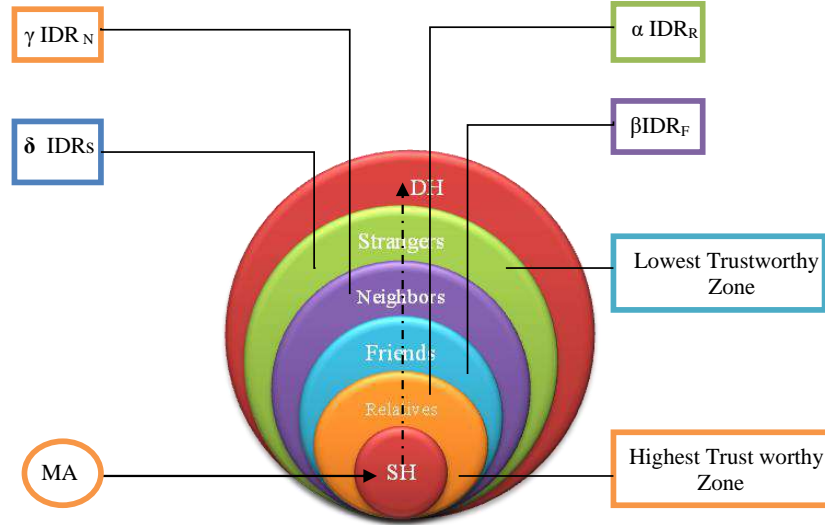 γ IDR N
α IDRR
δ IDRs
βIDRF
DH
Strangers
Lowest Trustworthy
Zone
Neighbors
Friends
Relatives
MA
SH
Highest Trust worthy
Zone